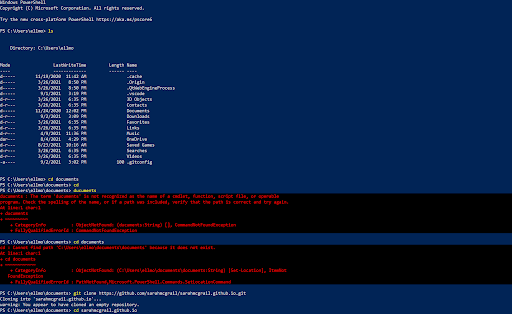 Windows PowerShell
Copyright (C) Microsoft Corporation. All rights reserved.
Try the new cross-platform PowerShell https://aka.ms/pscore6
PS C:\Users\allmo> ls
Directory: C:\Users\allmo
Mode LastWriteTime Length Name
---- ------------- ------ ----
d----- 11/19/2020 11:42 AM .cache
d----- 3/26/2021 8:50 PM .Origin
d----- 3/26/2021 8:50 PM .QtWebEngineProcess
d----- 9/1/2021 3:19 PM .vscode
d-r--- 3/26/2021 6:35 PM 3D Objects
d-r--- 3/26/2021 6:35 PM Contacts
d-r--- 11/24/2020 12:02 PM Documents
d-r--- 9/2/2021 3:09 PM Downloads
d-r--- 3/26/2021 6:35 PM Favorites
d-r--- 3/26/2021 6:35 PM Links
d-r--- 4/9/2021 11:36 PM Music
dar--- 8/4/2021 4:29 PM OneDrive
d-r--- 8/23/2021 10:16 AM Saved Games
d-r--- 3/26/2021 6:35 PM Searches
d-r--- 3/26/2021 6:35 PM Videos
-a---- 9/2/2021 3:02 PM 100 .gitconfig
PS C:\Users\allmo> cd documents
PS C:\Users\allmo\documents> cd
PS C:\Users\allmo\documents> documents
documents : The term 'documents' is not recognized as the name of a cmdlet, function, script file, or operable
program. Check the spelling of the name, or if a path was included, verify that the path is correct and try again.
At line:1 char:1
+ documents
+ ~~~~~~~~~
+ CategoryInfo : ObjectNotFound: (documents:String) [], CommandNotFoundException
+ FullyQualifiedErrorId : CommandNotFoundException
PS C:\Users\allmo\documents> cd documents
cd : Cannot find path 'C:\Users\allmo\documents\documents' because it does not exist.
At line:1 char:1
+ cd documents
+ ~~~~~~~~~~~~
+ CategoryInfo : ObjectNotFound: (C:\Users\allmo\documents\documents:String) [Set-Location], ItemNot
FoundException
+ FullyQualifiedErrorId : PathNotFound,Microsoft.PowerShell.Commands.SetLocationCommand
PS C:\Users\allmo\documents> git clone https://github.com/sarahmcgrail/sarahmcgrail.github.io.git
Cloning into 'sarahmcgrail.github.io'...
warning: You appear to have cloned an empty repository.
PS C:\Users\allmo\documents> cd sarahmcgrail.github.io